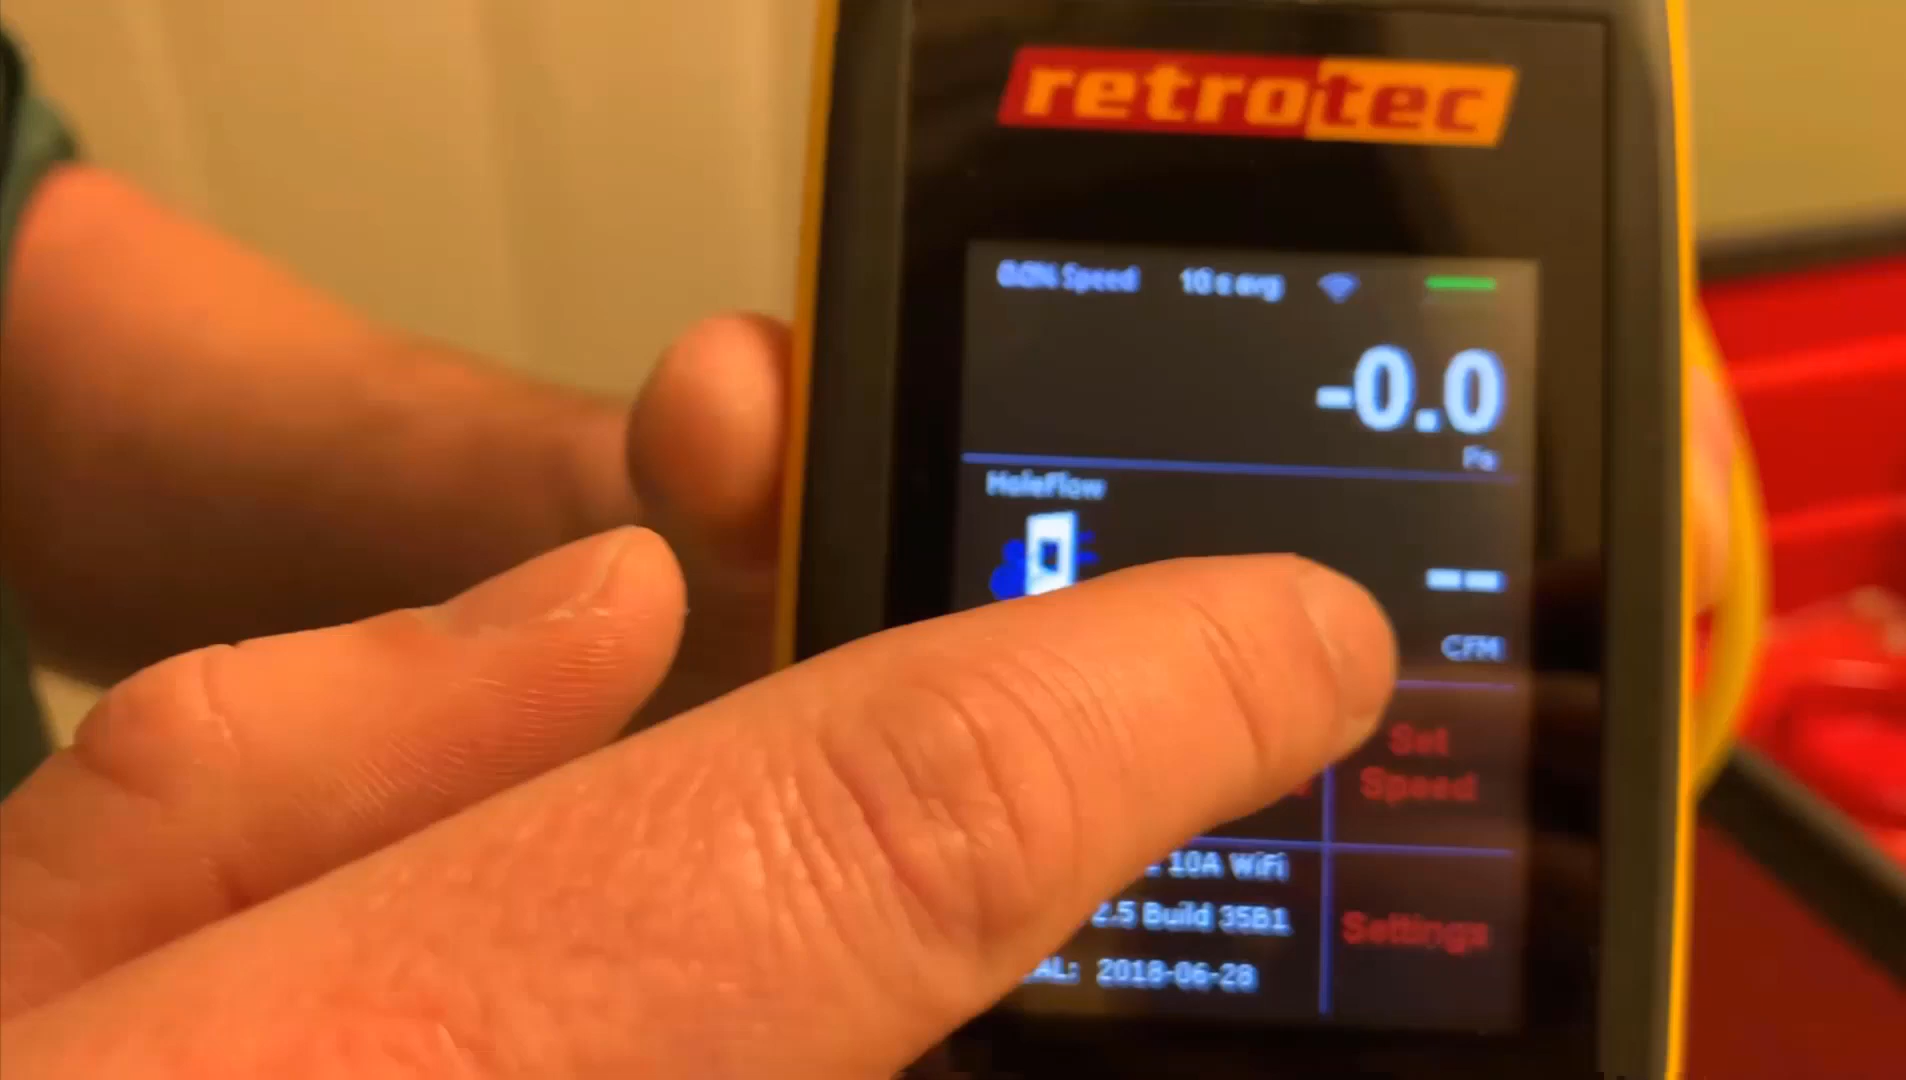 retrotec
0.0% Speed 10 s avg
-0.0
Pa
HoleFlow
--
CFM
Set
Speed
10A WiFi
2.5 Build 35B1
2018-06-28
Settings